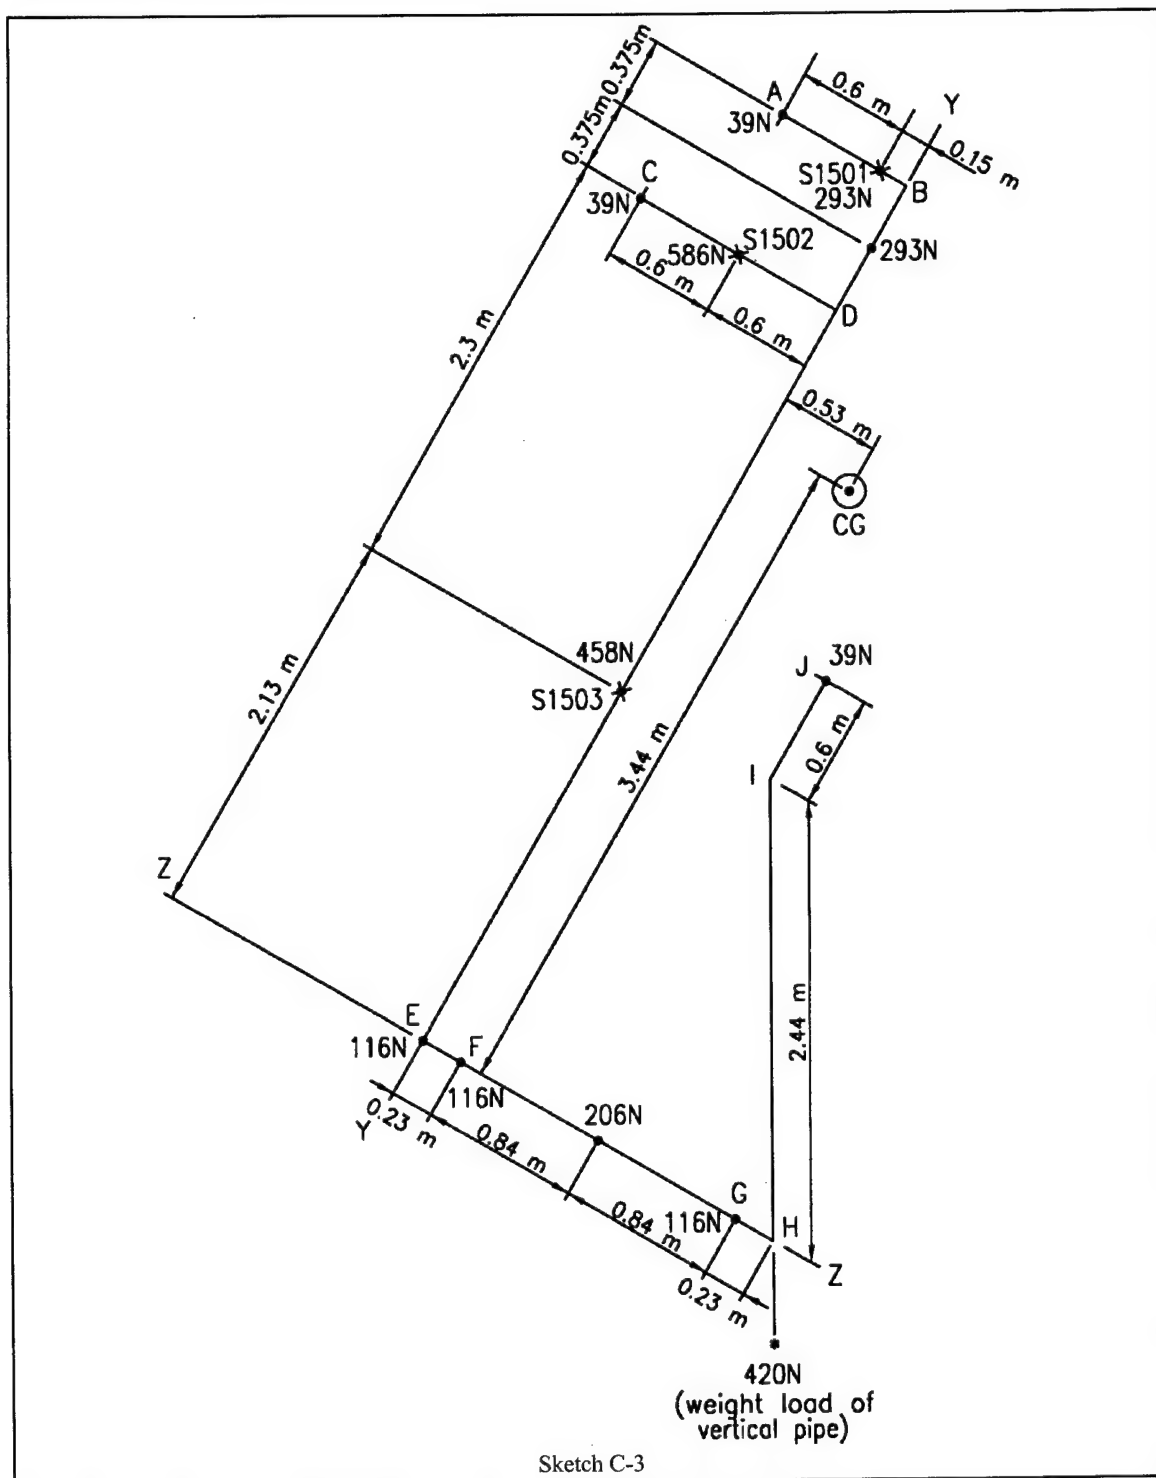 0.375m
A
0.6 m
Y
39N
0.15 m
0.375m
S1501
293N
B
C
39N
S1502
586N
293N
0.6 m
0.6 m
D
2.3 m
0.53 m
CG
458N
S1503
J 39N
2.13 m
3.44 m
I
0.6 m
Z
2.44 m
E
116N
F
116N
206N
0.23 m
Y
0.84 m
G
116N
H
0.84 m
Z
0.23 m
420N
(weight load of
vertical pipe)
Sketch C-3